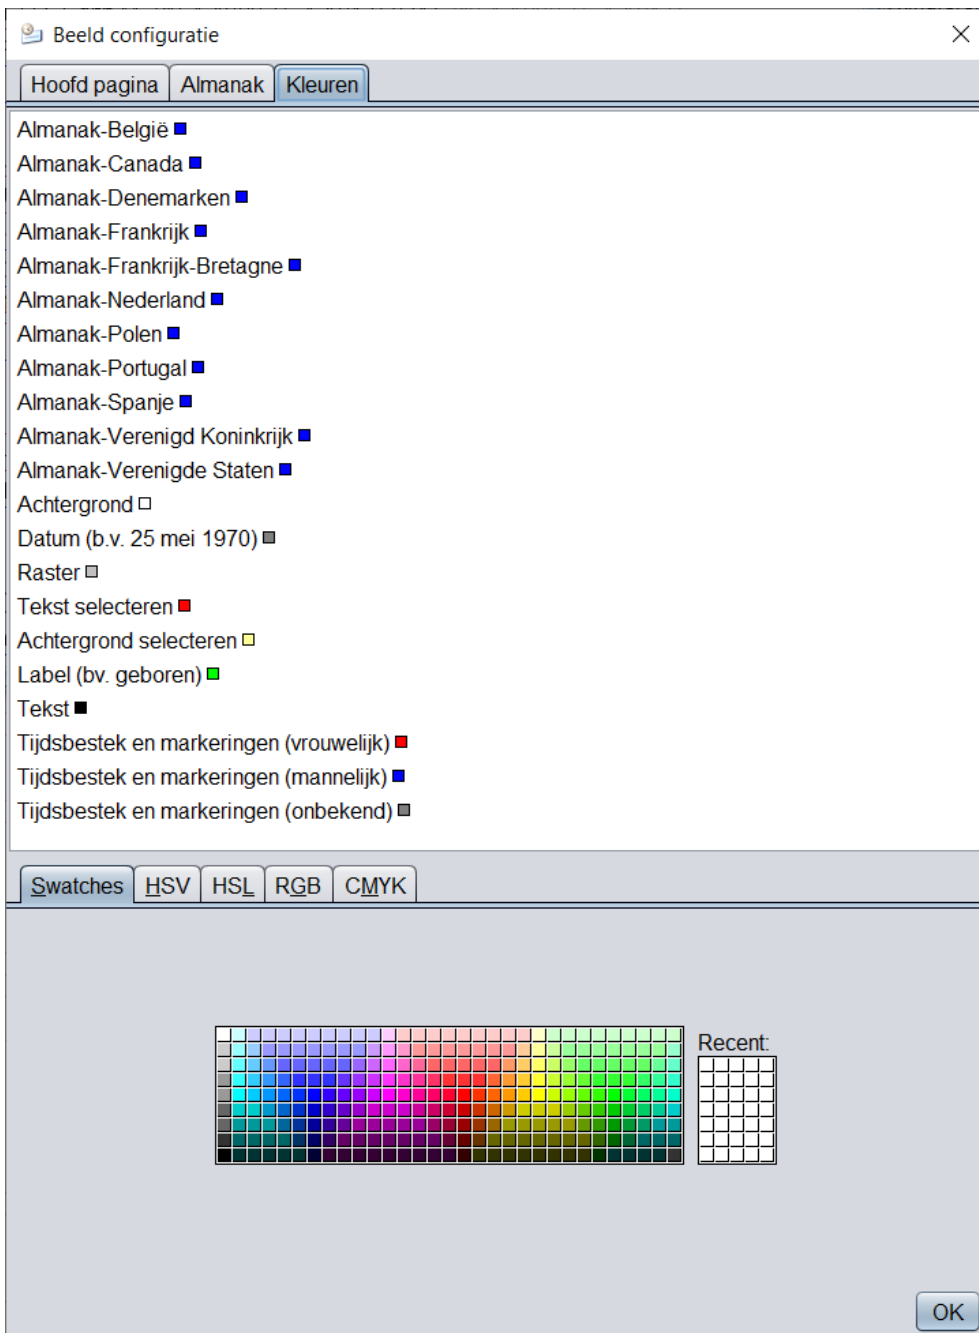 Beeld configuratie
Hoofd pagina Almanak Kleuren
Almanak-België
Almanak-Canada
Almanak-Denemarken
Almanak-Frankrijk
Almanak-Frankrijk-Bretagne
Almanak-Nederland
Almanak-Polen
Almanak-Portugal
Almanak-Spanje
Almanak-Verenigd Koninkrijk
Almanak-Verenigde Staten
Achtergrond
Datum (b.v. 25 mei 1970)
Raster
Tekst selecteren
Achtergrond selecteren
Label (bv. geboren)
Tekst
Tijdsbestek en markeringen (vrouwelijk)
Tijdsbestek en markeringen (mannelijk)
Tijdsbestek en markeringen (onbekend)
Swatches HSV HSL RGB CMYK
Recent:
OK